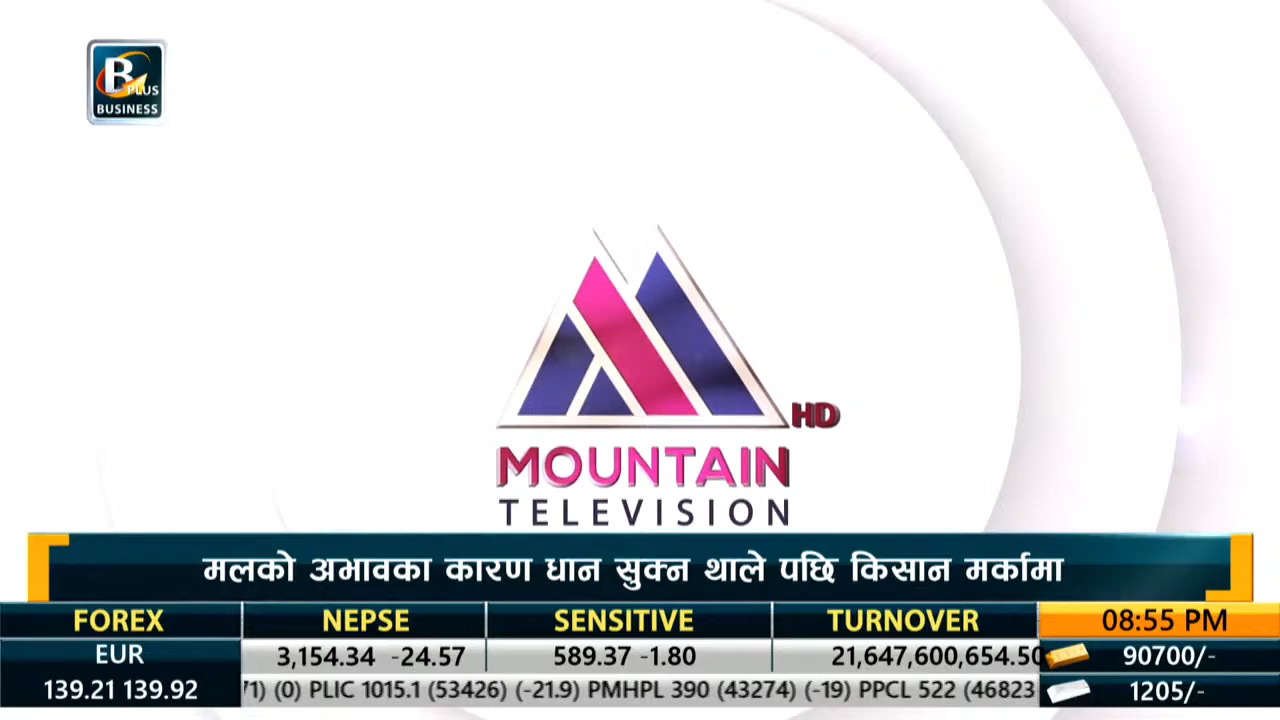 B
PLUS
BUSINESS
HD
MOUNTAIN
TELEVISION
मलको अभावका कारण धान सुक्न थाले पछि किसान मर्कामा
FOREX NEPSE SENSITIVE TURNOVER 08:55 PM
EUR 3,154.34 -24.57 589.37 -1.80 21,647,600,654.50 90700/-
139.21 139.92 71) (0) PLIC 1015.1 (53426) (-21.9) PMHPL 390 (43274) (-19) PPCL 522 (46823 1205/-